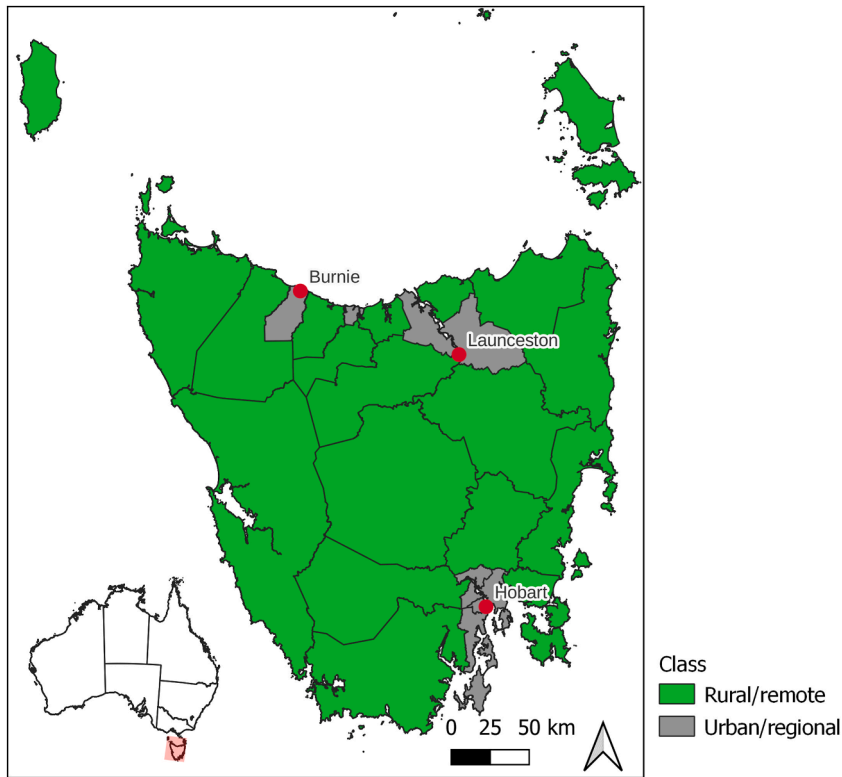 Burnie
Launceston
Hobart
0 25 50 km
Class
Rural/remote
Urban/regional